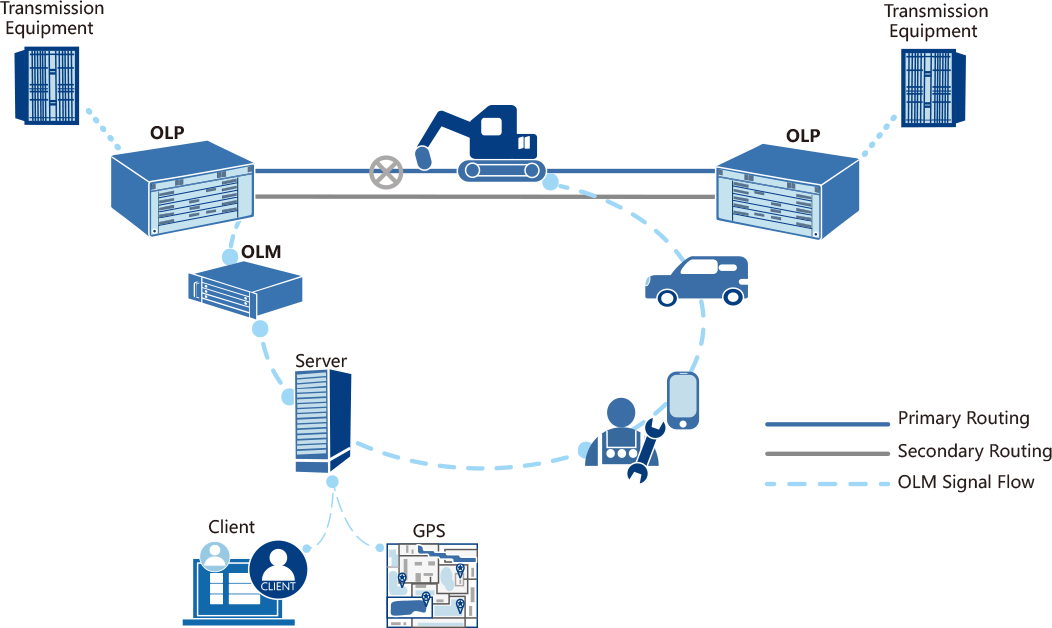 Transmission
Equipment
Transmission
Equipment
OLP
OLP
OLM
Server
Primary Routing
Secondary Routing
OLM Signal Flow
Client
GPS
CLIENT